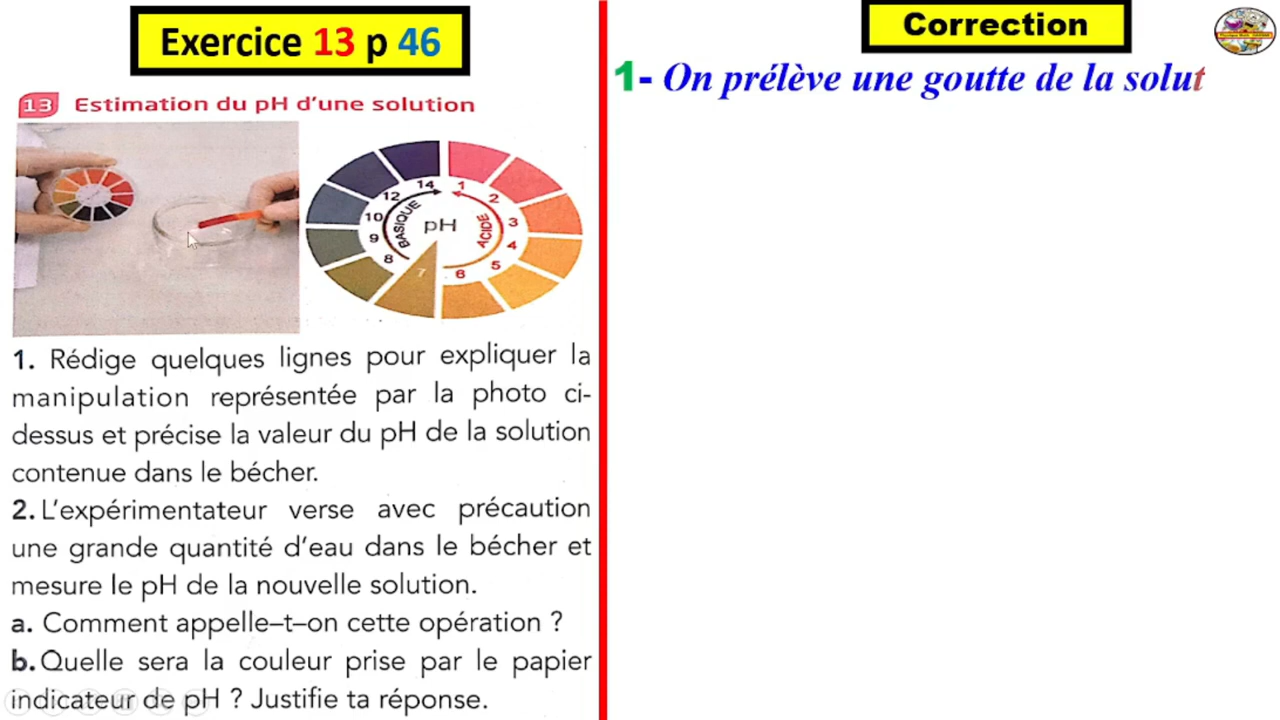 Exercice 13 p 46
Correction
1- On prélève une goutte de la solut
13 Estimation du pH d'une solution
14
1
2
3
4
5
6
7
8
9
10
12
BASIQUE
pH
ACIDE
1. Rédige quelques lignes pour expliquer la
manipulation représentée par la photo ci-
dessus et précise la valeur du pH de la solution
contenue dans le bécher.
2. L'expérimentateur verse avec précaution
une grande quantité d'eau dans le bécher et
mesure le pH de la nouvelle solution.
a. Comment appelle–t–on cette opération ?
b. Quelle sera la couleur prise par le papier
indicateur de pH ? Justifie ta réponse.